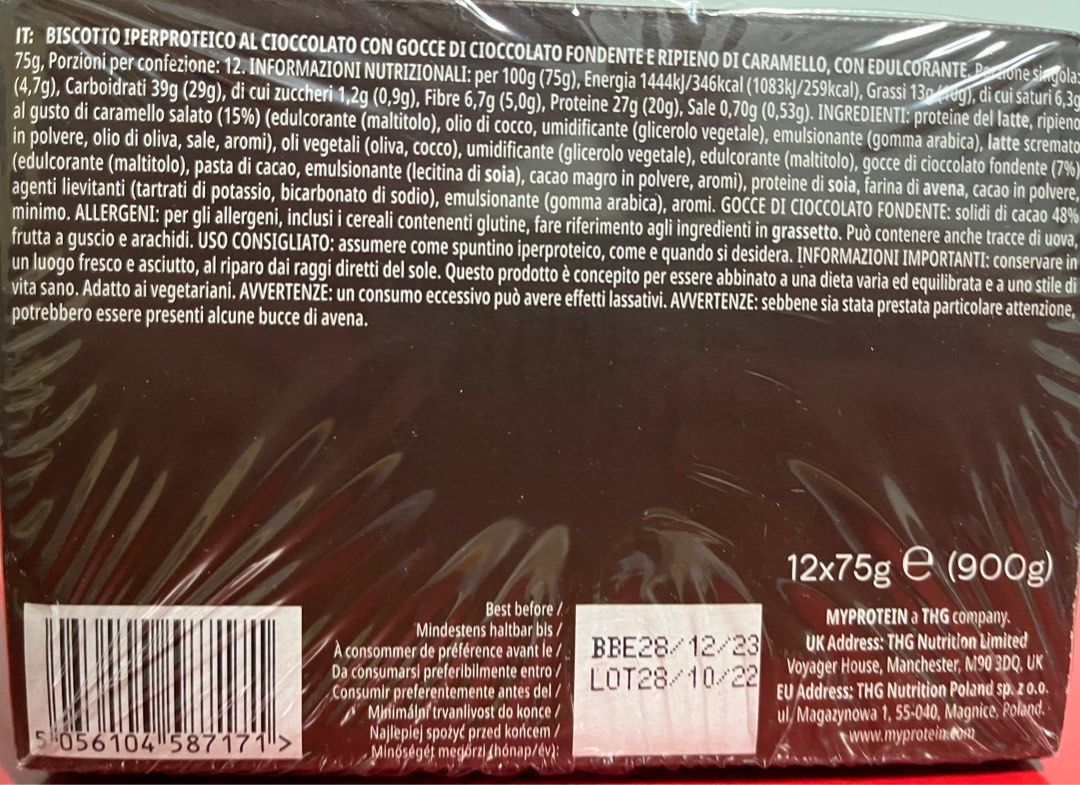 IT: BISCOTTO IPERPROTEICO AL CIOCCOLATO CON GOCCE DI CIOCCOLATO FONDENTE E RIPIENO DI CARAMELLO, CON EDULCORANTE. Porzione singola:
75g, Porzioni per confezione: 12. INFORMAZIONI NUTRIZIONALI: per 100g (75g), Energia 1444kJ/346kcal (1083kJ/259kcal), Grassi 13g (10g), di cui saturi 6,3g
(4,7g), Carboidrati 39g (29g), di cui zuccheri 1,2g (0,9g), Fibre 6,7g (5,0g), Proteine 27g (20g), Sale 0,70g (0,53g). INGREDIENTI: proteine del latte, ripieno
al gusto di caramello salato (15%) (edulcorante (maltitolo), olio di cocco, umidificante (glicerolo vegetale), emulsionante (gomma arabica), latte scremato
in polvere, olio di oliva, sale, aromi), oli vegetali (oliva, cocco), umidificante (glicerolo vegetale), edulcorante (maltitolo), gocce di cioccolato fondente (7%)
(edulcorante (maltitolo), pasta di cacao, emulsionante (lecitina di soia), cacao magro in polvere, aromi), proteine di soia, farina di avena, cacao in polvere,
agenti lievitanti (tartrati di potassio, bicarbonato di sodio), emulsionante (gomma arabica), aromi. GOCCE DI CIOCCOLATO FONDENTE: solidi di cacao 48%
minimo. ALLERGENI: per gli allergeni, inclusi i cereali contenenti glutine, fare riferimento agli ingredienti in grassetto. Può contenere anche tracce di uova,
frutta a guscio e arachidi. USO CONSIGLIATO: assumere come spuntino iperproteico, come e quando si desidera. INFORMAZIONI IMPORTANTI: conservare in
un luogo fresco e asciutto, al riparo dai raggi diretti del sole. Questo prodotto è concepito per essere abbinato a una dieta varia ed equilibrata e a uno stile di
vita sano. Adatto ai vegetariani. AVVERTENZE: un consumo eccessivo può avere effetti lassativi. AVVERTENZE: sebbene sia stata prestata particolare attenzione,
potrebbero essere presenti alcune bucce di avena.
12x75g e (900g)
Best before /
Mindestens haltbar bis /
À consommer de préférence avant le /
Da consumarsi preferibilmente entro /
Consumir preferentemente antes del /
Minimální trvanlivost do konce /
Najlepiej spożyć przed końcem /
Minőségét megőrzi (hónap/év):
BBE28/12/23
LOT28/10/22
MYPROTEIN a THG company.
UK Address: THG Nutrition Limited
Voyager House, Manchester, M90 3DQ, UK
EU Address: THG Nutrition Poland sp. z o.o.
ul. Magazynowa 1, 55-040, Magnice, Poland.
www.myprotein.com
5 056104 587171 >